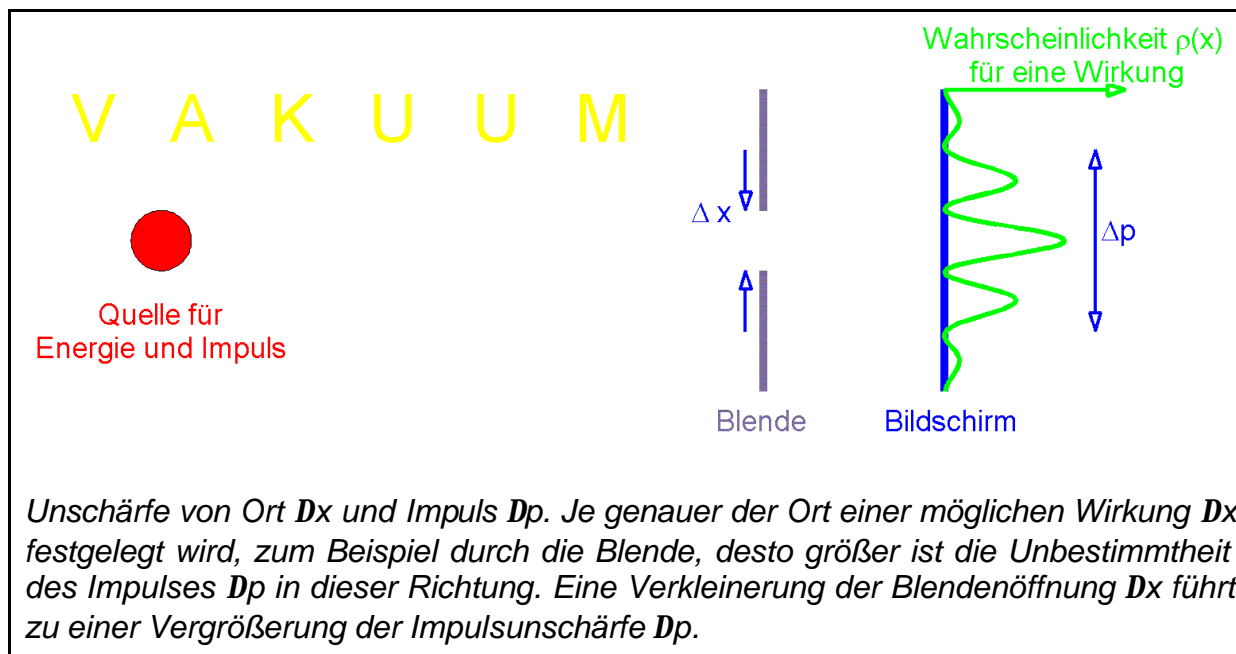 Wahrscheinlichkeit ρ(x)
für eine Wirkung
V A K U U M
Δ x
Δp
Quelle für
Energie und Impuls
Blende
Bildschirm
Unschärfe von Ort Dx und Impuls Dp. Je genauer der Ort einer möglichen Wirkung Dx
festgelegt wird, zum Beispiel durch die Blende, desto größer ist die Unbestimmtheit
des Impulses Dp in dieser Richtung. Eine Verkleinerung der Blendenöffnung Dx führt
zu einer Vergrößerung der Impulsunschärfe Dp.